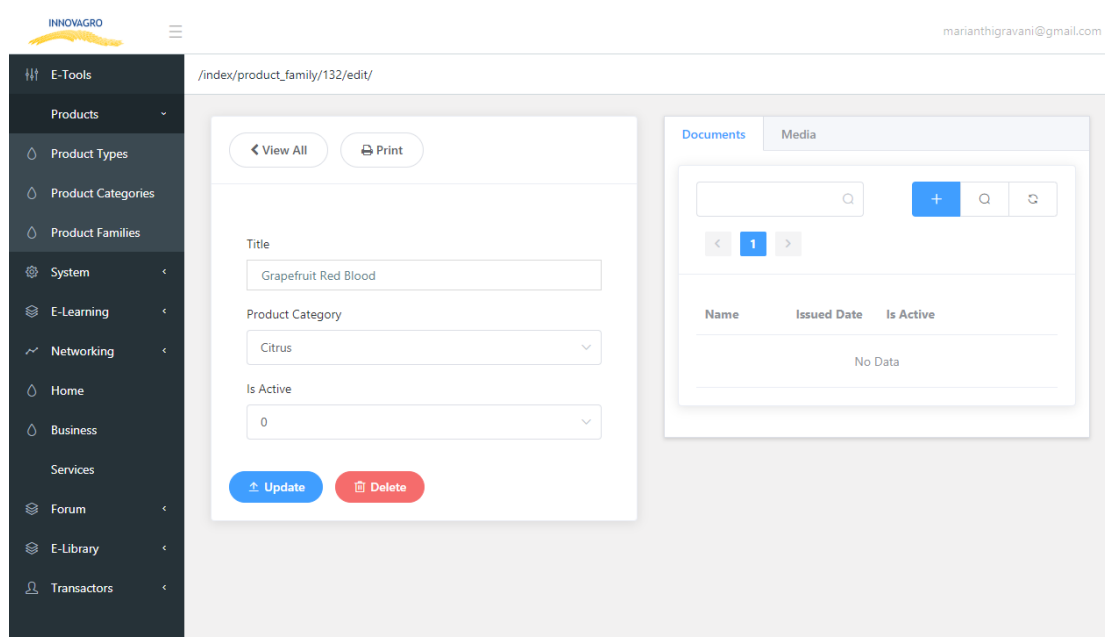 INNOVAGRO
marianthigravani@gmail.com
E-Tools
Products
Product Types
Product Categories
Product Families
System
E-Learning
Networking
Home
Business
Services
Forum
E-Library
Transactors
/index/product_family/132/edit/
View All
Print
Title
Grapefruit Red Blood
Product Category
Citrus
Is Active
0
Update
Delete
Documents Media
1
Name Issued Date Is Active
No Data